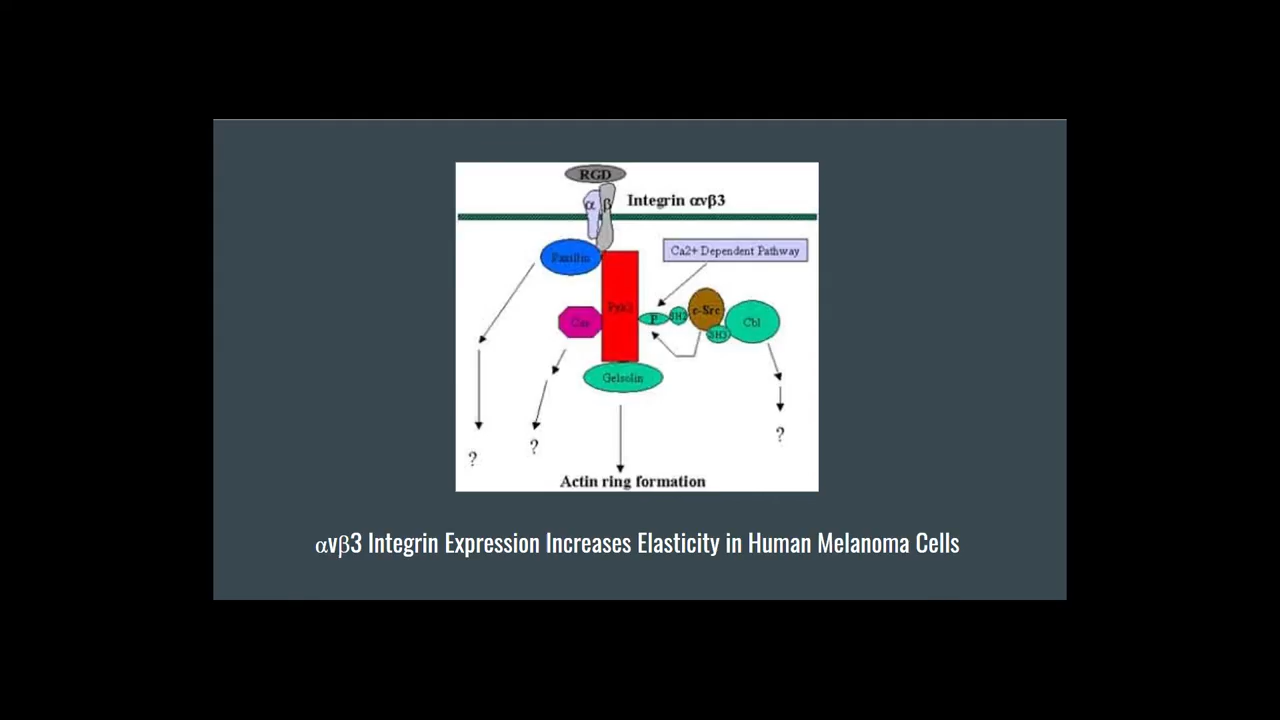 RGD
α β
Integrin αvβ3
Paxilin
Ca2+ Dependent Pathway
Pyk2
Cas
P
SH2
c-Src
SH3
Cbl
Gelsolin
?
?
?
Actin ring formation
αvβ3 Integrin Expression Increases Elasticity in Human Melanoma Cells